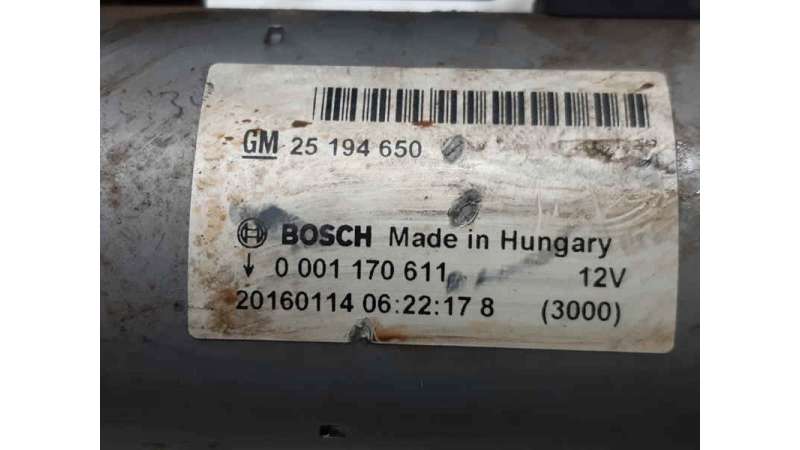 GM 25 194 650
BOSCH Made in Hungary
↓ 0 001 170 611 12V
20160114 06:22:17 8 (3000)